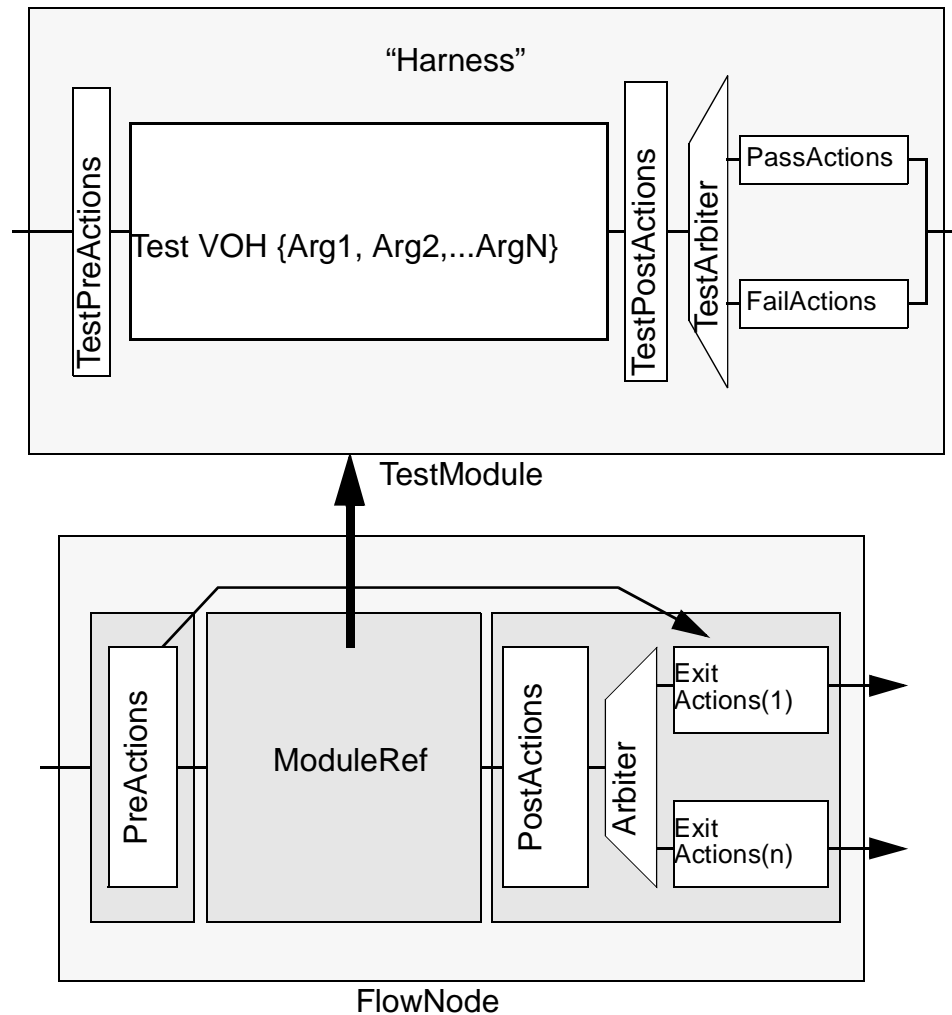 “Harness”
TestPreActions
Test VOH {Arg1, Arg2,...ArgN}
TestPostActions
TestArbiter
PassActions
FailActions
TestModule
PreActions
ModuleRef
PostActions
Arbiter
Exit
Actions(1)
Exit
Actions(n)
FlowNode